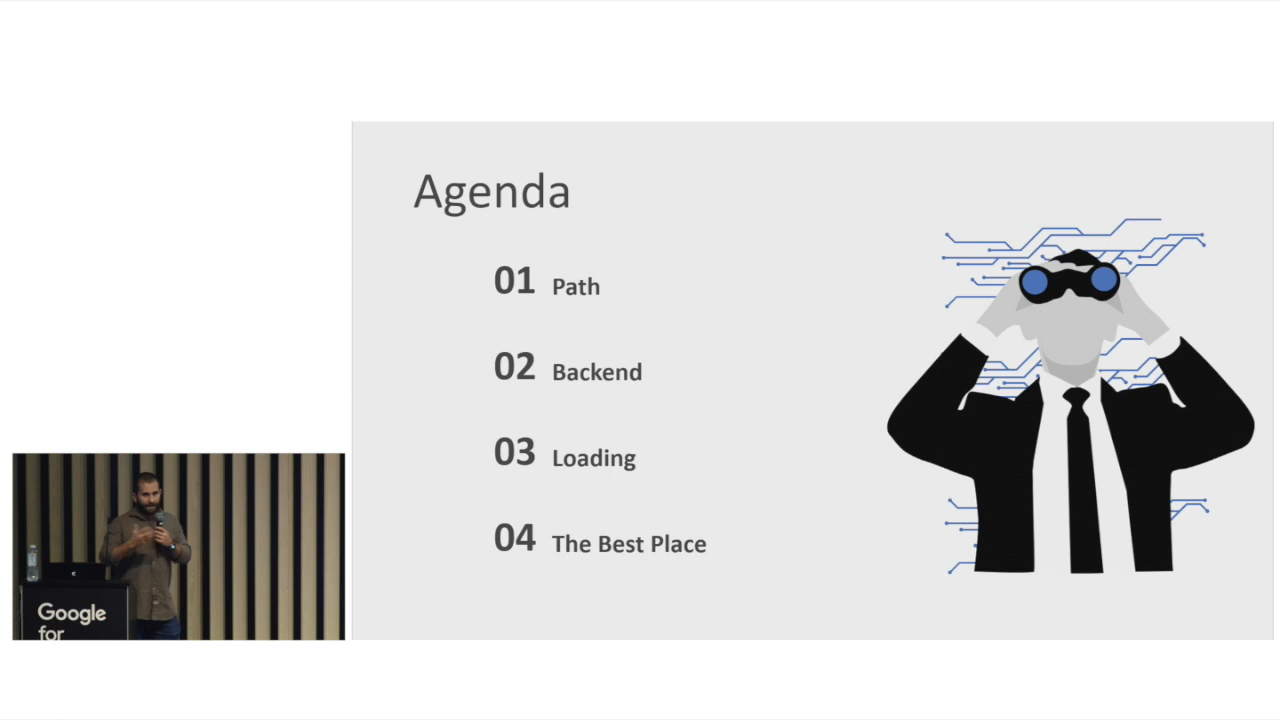 Agenda
01 Path
02 Backend
03 Loading
04 The Best Place
Google
for